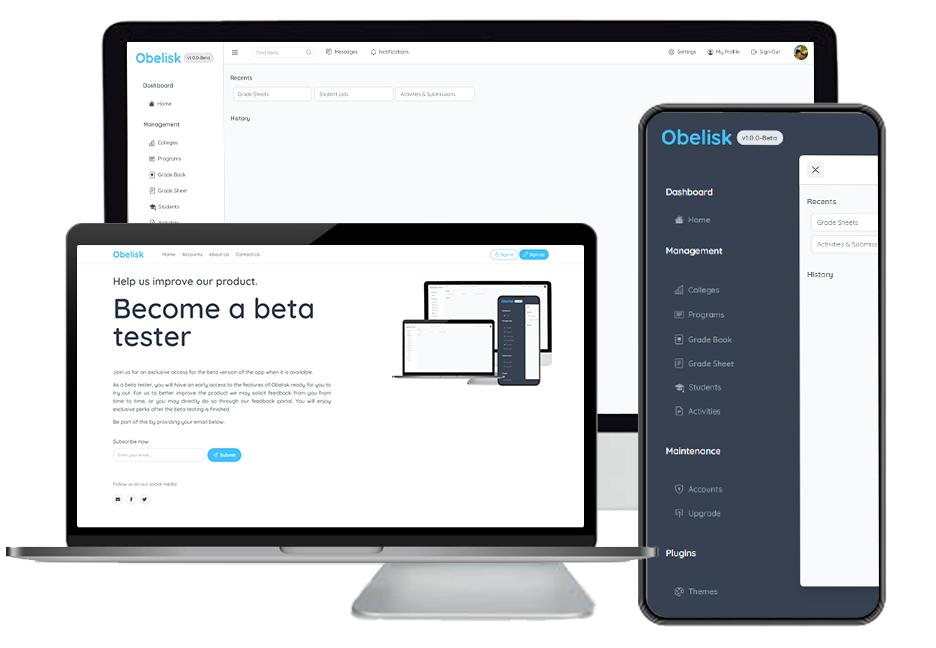 Obelisk v1.0.0-Beta
Find here...
Messages
Notifications
Settings
My Profile
Sign-Out
Dashboard
Home
Management
Colleges
Programs
Grade Book
Grade Sheet
Students
Activities
Recents
Grade Sheets
Student Lists
Activities & Submissions
History
Obelisk
Home
Accounts
About Us
Contact Us
Sign In
Sign Up
Help us improve our product.
Become a beta
tester
Join us for an exclusive access for the beta version of the app when it is available.
As a beta tester, you will have an early access to the features of Obelisk ready for you to
try out. For us to better improve the product we may solicit feedback from you from
time to time, or you may directly do so through our feedback portal. You will enjoy
exclusive perks after the beta testing is finished.
Be part of this by providing your email below:
Subscribe now
Enter your email...
Submit
Follow us on our social media:
Obelisk v1.0.0-Beta
Dashboard
Home
Management
Colleges
Programs
Grade Book
Grade Sheet
Students
Activities
Maintenance
Accounts
Upgrade
Plugins
Themes
Recents
Grade Sheets
Activities & Submiss
History